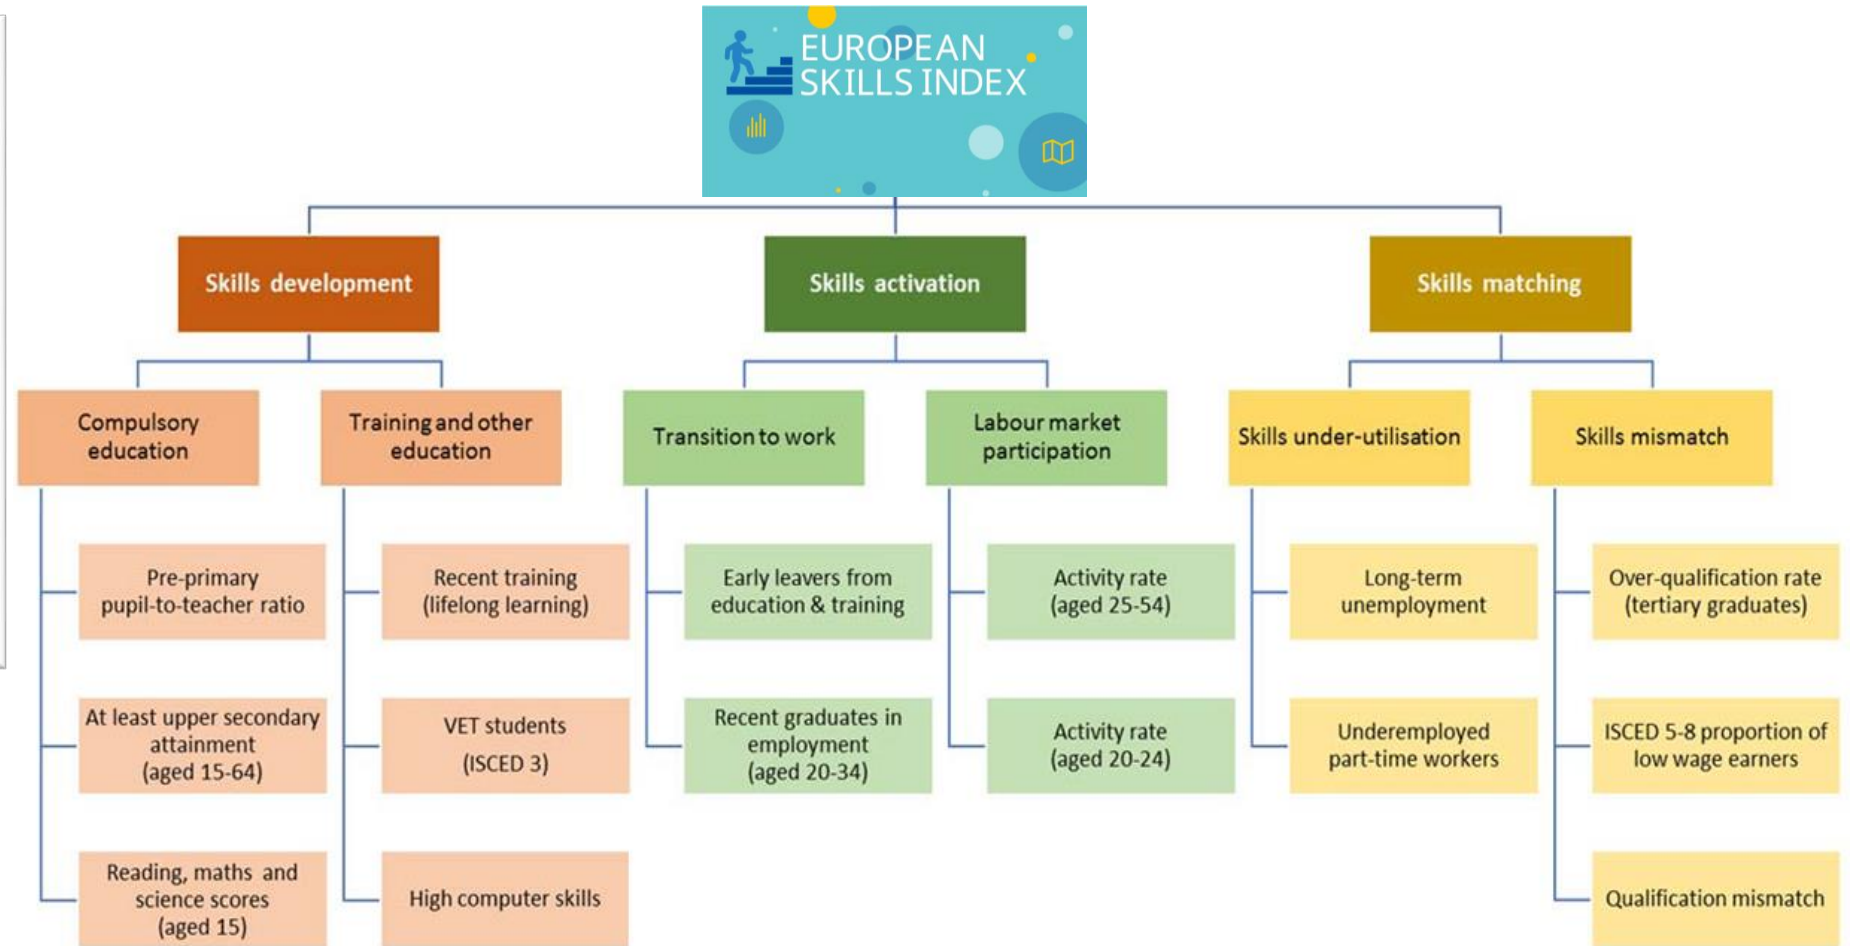 EUROPEAN
SKILLS INDEX
Skills development
Skills activation
Skills matching
Compulsory
education
Training and other
education
Transition to work
Labour market
participation
Skills under-utilisation
Skills mismatch
Pre-primary
pupil-to-teacher ratio
Recent training
(lifelong learning)
Early leavers from
education & training
Activity rate
(aged 25-54)
Long-term
unemployment
Over-qualification rate
(tertiary graduates)
At least upper secondary
attainment
(aged 15-64)
VET students
(ISCED 3)
Recent graduates in
employment
(aged 20-34)
Activity rate
(aged 20-24)
Underemployed
part-time workers
ISCED 5-8 proportion of
low wage earners
Reading, maths and
science scores
(aged 15)
High computer skills
Qualification mismatch